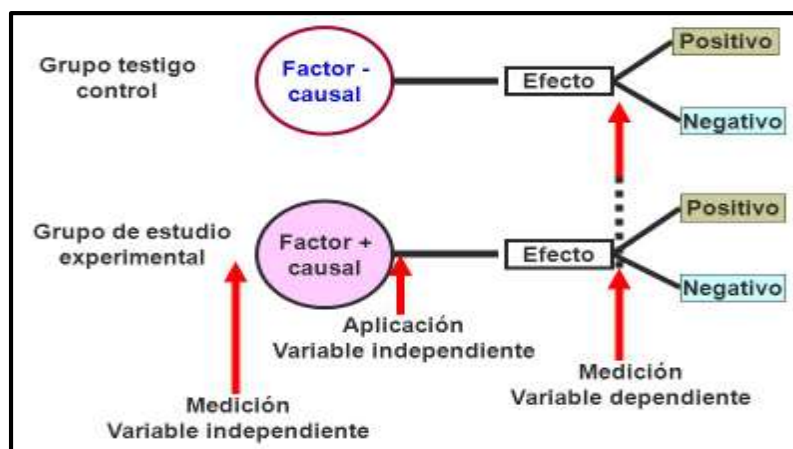 Grupo testigo
control
Factor -
causal
Efecto
Positivo
Negativo
Grupo de estudio
experimental
Factor +
causal
Efecto
Positivo
Negativo
Aplicación
Variable independiente
Medición
Variable independiente
Medición
Variable dependiente